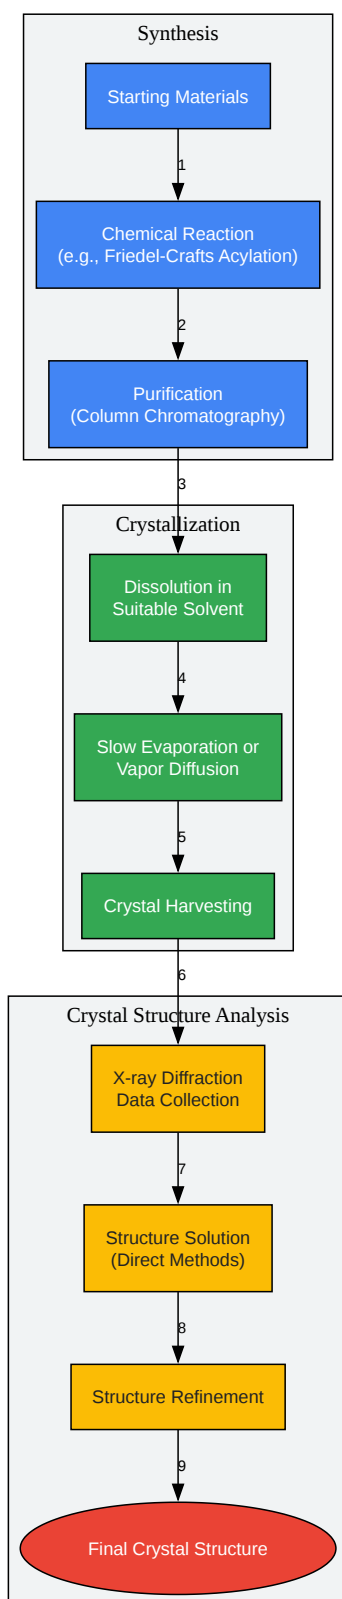 Synthesis
Starting Materials
1
Chemical Reaction
(e.g., Friedel-Crafts Acylation)
2
Purification
(Column Chromatography)
3
Crystallization
Dissolution in
Suitable Solvent
4
Slow Evaporation or
Vapor Diffusion
5
Crystal Harvesting
6
Crystal Structure Analysis
X-ray Diffraction
Data Collection
7
Structure Solution
(Direct Methods)
8
Structure Refinement
9
Final Crystal Structure